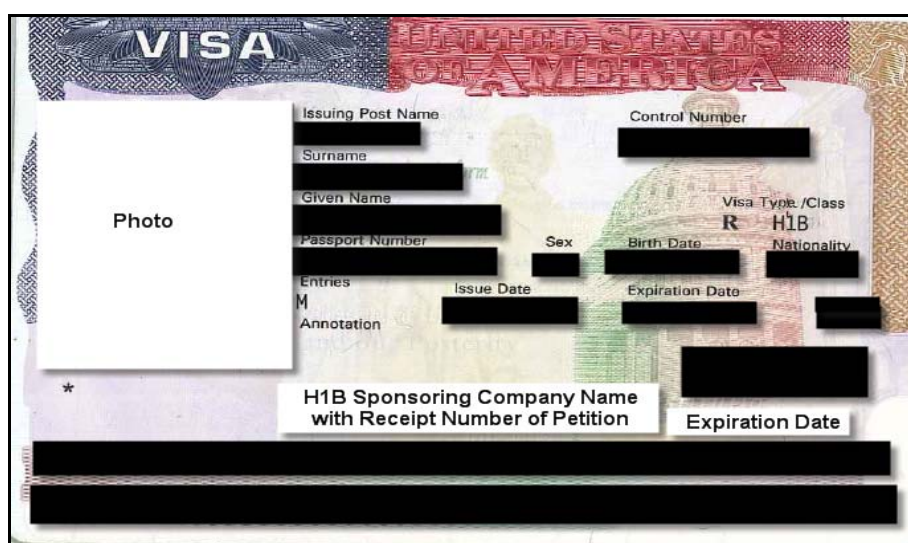 VISA
UNITED STATES
OF AMERICA
Issuing Post Name
Control Number
Surname
Given Name
Visa Type /Class
R H1B
Photo
Passport Number
Sex
Birth Date
Nationality
Entries
M
Issue Date
Expiration Date
Annotation
*
H1B Sponsoring Company Name
with Receipt Number of Petition
Expiration Date